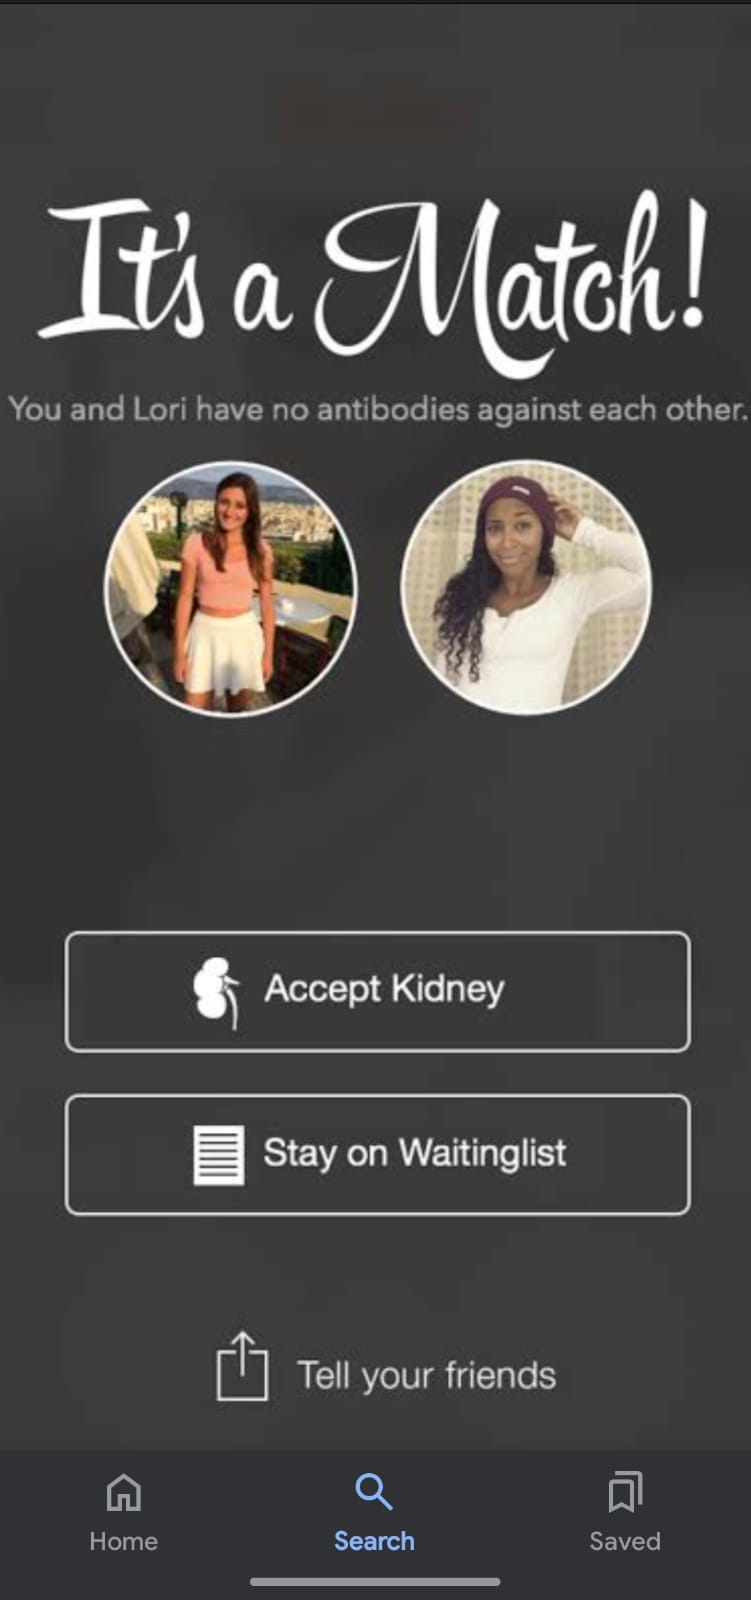 It's a Match!
You and Lori have no antibodies against each other.
Accept Kidney
Stay on Waitinglist
Tell your friends
Home Search Saved